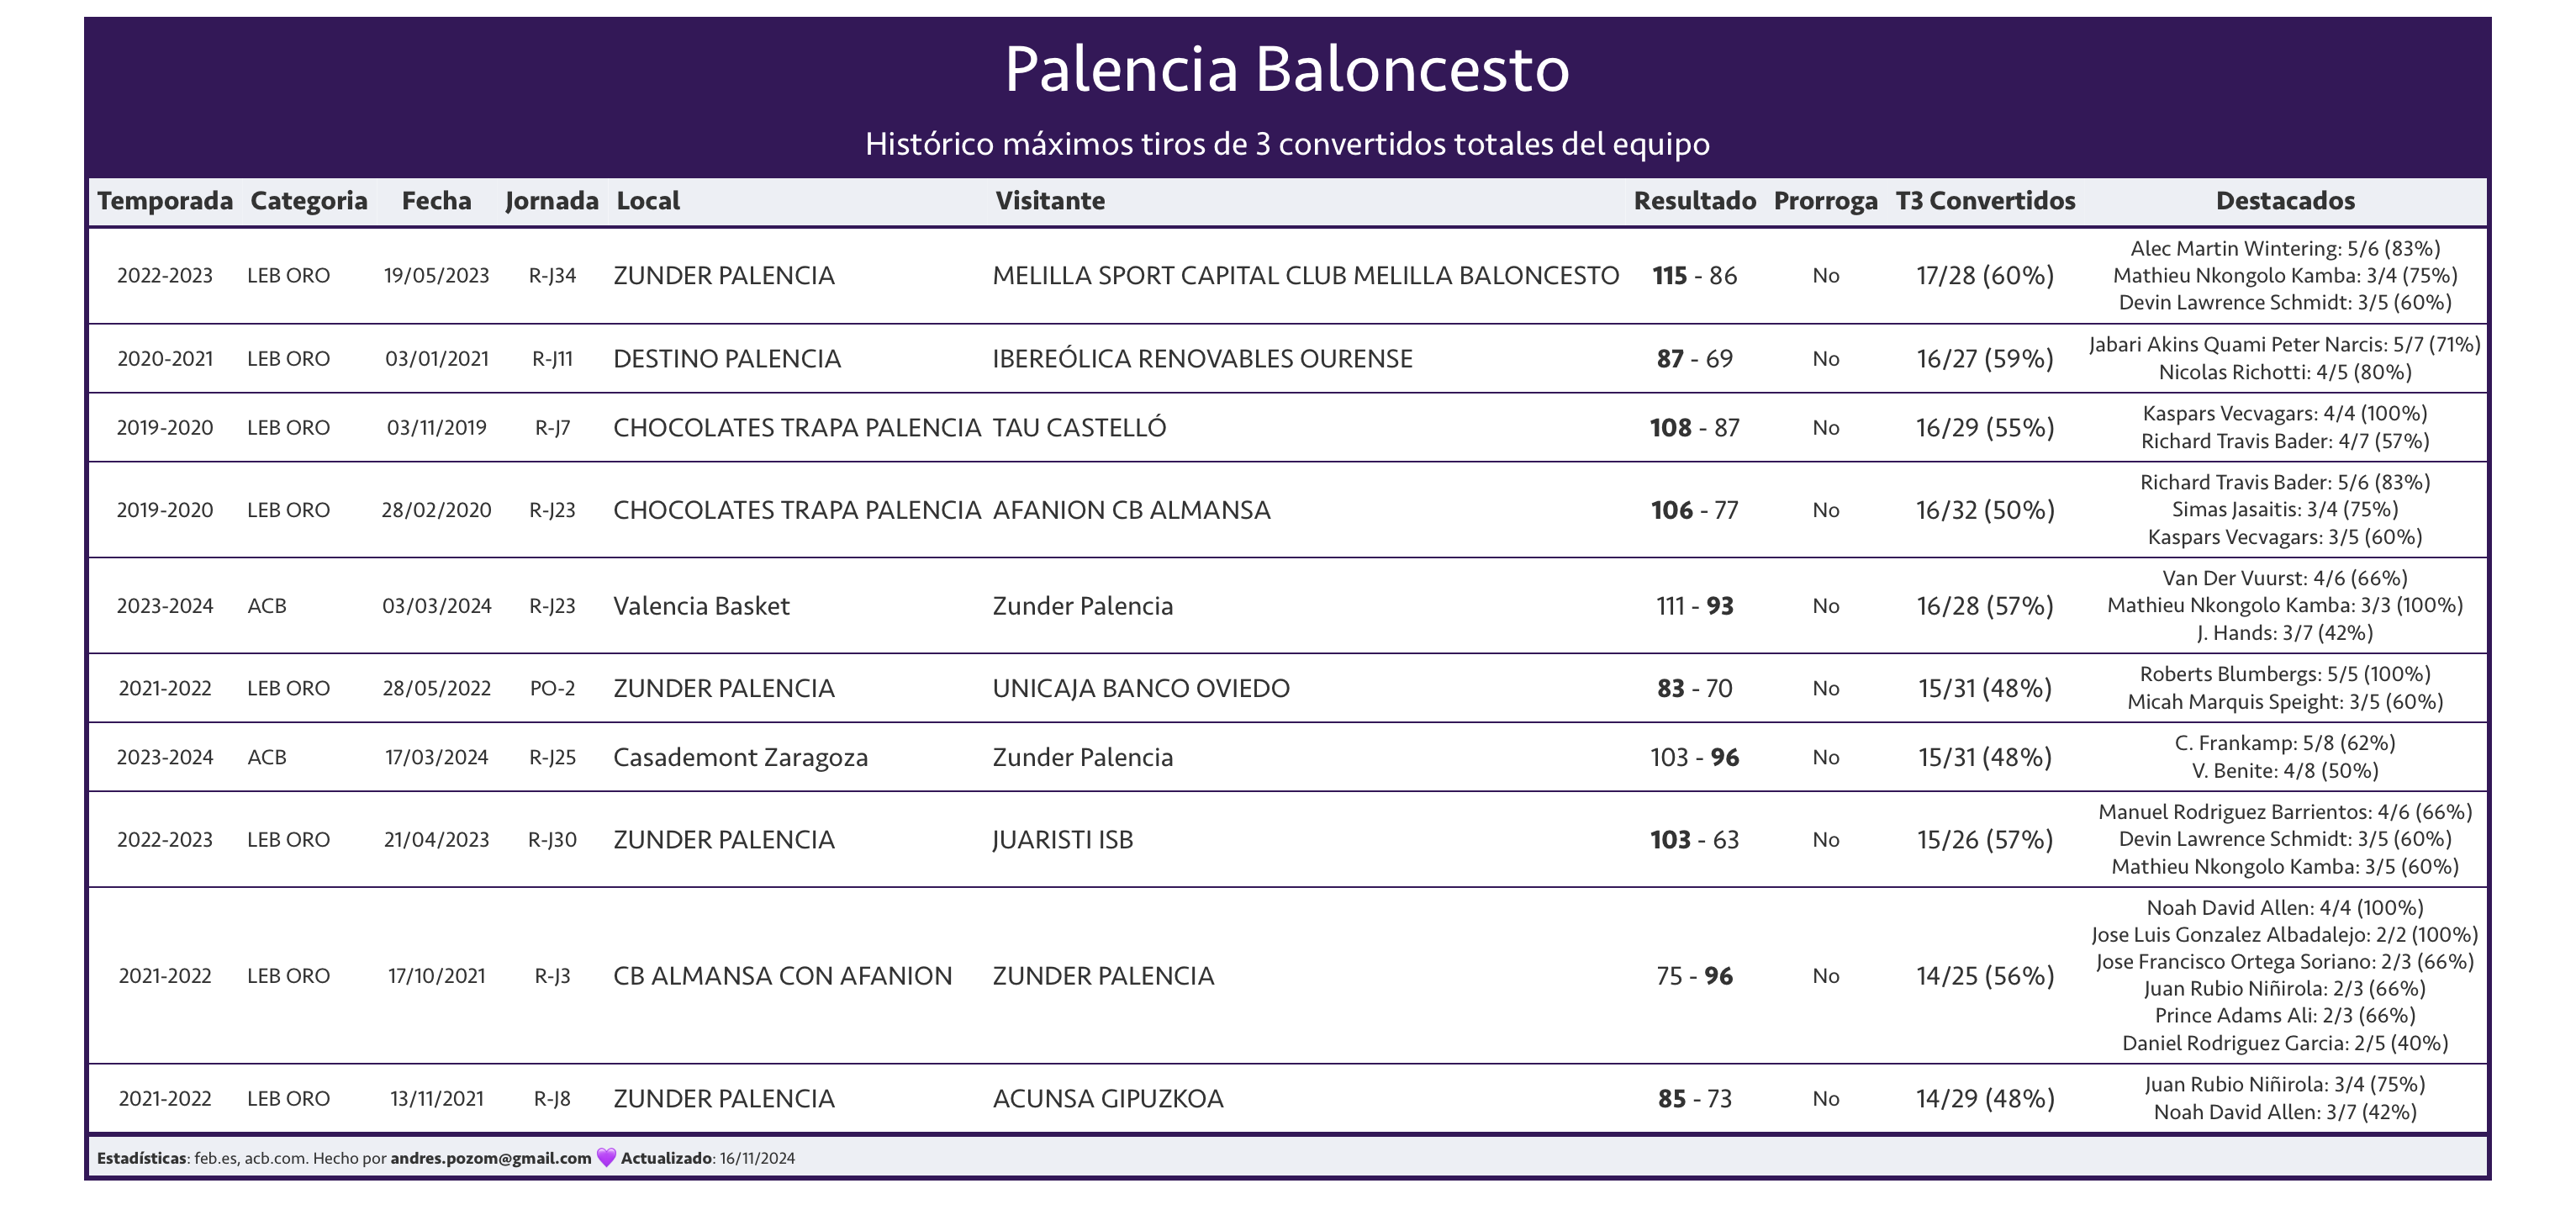 Palencia Baloncesto
Histórico máximos tiros de 3 convertidos totales del equipo
Temporada Categoria Fecha Jornada Local Visitante Resultado Prorroga T3 Convertidos Destacados
2022-2023 LEB ORO 19/05/2023 R-J34 ZUNDER PALENCIA MELILLA SPORT CAPITAL CLUB MELILLA BALONCESTO 115 - 86 No 17/28 (60%) Alec Martin Wintering: 5/6 (83%)
Mathieu Nkongolo Kamba: 3/4 (75%)
Devin Lawrence Schmidt: 3/5 (60%)
2020-2021 LEB ORO 03/01/2021 R-J11 DESTINO PALENCIA IBEREÓLICA RENOVABLES OURENSE 87 - 69 No 16/27 (59%) Jabari Akins Quami Peter Narcis: 5/7 (71%)
Nicolas Richotti: 4/5 (80%)
2019-2020 LEB ORO 03/11/2019 R-J7 CHOCOLATES TRAPA PALENCIA TAU CASTELLÓ 108 - 87 No 16/29 (55%) Kaspars Vecvagars: 4/4 (100%)
Richard Travis Bader: 4/7 (57%)
2019-2020 LEB ORO 28/02/2020 R-J23 CHOCOLATES TRAPA PALENCIA AFANION CB ALMANSA 106 - 77 No 16/32 (50%) Richard Travis Bader: 5/6 (83%)
Simas Jasaitis: 3/4 (75%)
Kaspars Vecvagars: 3/5 (60%)
2023-2024 ACB 03/03/2024 R-J23 Valencia Basket Zunder Palencia 111 - 93 No 16/28 (57%) Van Der Vuurst: 4/6 (66%)
Mathieu Nkongolo Kamba: 3/3 (100%)
J. Hands: 3/7 (42%)
2021-2022 LEB ORO 28/05/2022 PO-2 ZUNDER PALENCIA UNICAJA BANCO OVIEDO 83 - 70 No 15/31 (48%) Roberts Blumbergs: 5/5 (100%)
Micah Marquis Speight: 3/5 (60%)
2023-2024 ACB 17/03/2024 R-J25 Casademont Zaragoza Zunder Palencia 103 - 96 No 15/31 (48%) C. Frankamp: 5/8 (62%)
V. Benite: 4/8 (50%)
2022-2023 LEB ORO 21/04/2023 R-J30 ZUNDER PALENCIA JUARISTI ISB 103 - 63 No 15/26 (57%) Manuel Rodriguez Barrientos: 4/6 (66%)
Devin Lawrence Schmidt: 3/5 (60%)
Mathieu Nkongolo Kamba: 3/5 (60%)
2021-2022 LEB ORO 17/10/2021 R-J3 CB ALMANSA CON AFANION ZUNDER PALENCIA 75 - 96 No 14/25 (56%) Noah David Allen: 4/4 (100%)
Jose Luis Gonzalez Albadalejo: 2/2 (100%)
Jose Francisco Ortega Soriano: 2/3 (66%)
Juan Rubio Niñirola: 2/3 (66%)
Prince Adams Ali: 2/3 (66%)
Daniel Rodriguez Garcia: 2/5 (40%)
2021-2022 LEB ORO 13/11/2021 R-J8 ZUNDER PALENCIA ACUNSA GIPUZKOA 85 - 73 No 14/29 (48%) Juan Rubio Niñirola: 3/4 (75%)
Noah David Allen: 3/7 (42%)
Estadísticas: feb.es, acb.com. Hecho por andres.pozom@gmail.com 💜 Actualizado: 16/11/2024